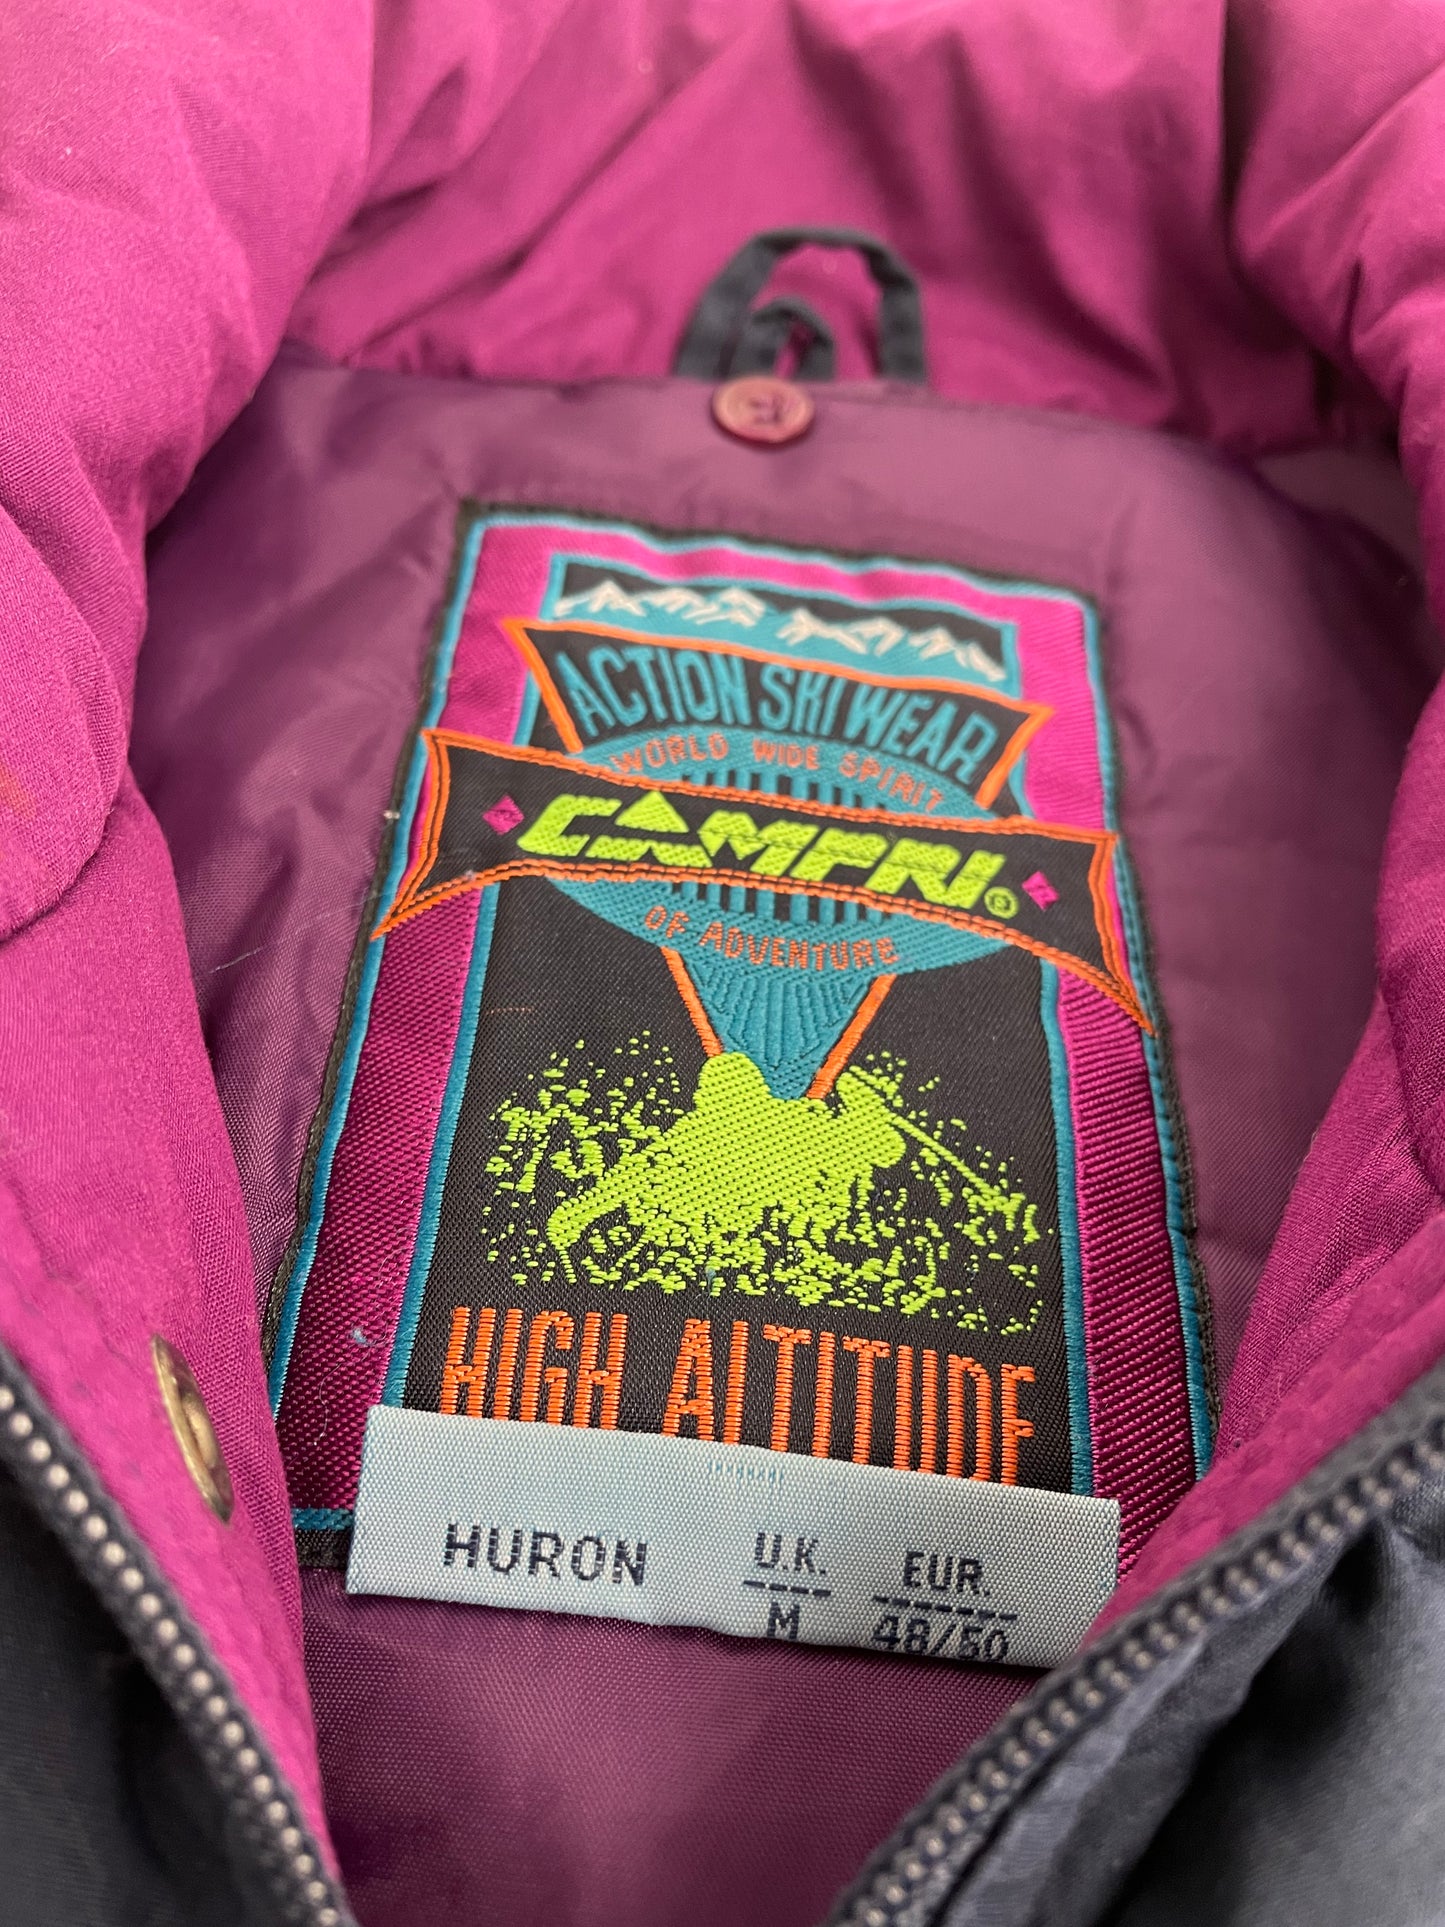 ACTION SKI WEAR
WORLD WIDE SPIRIT
CAMPRI®
OF ADVENTURE
HIGH ALTITUDE
HURON U.K. EUR.
M 48/50